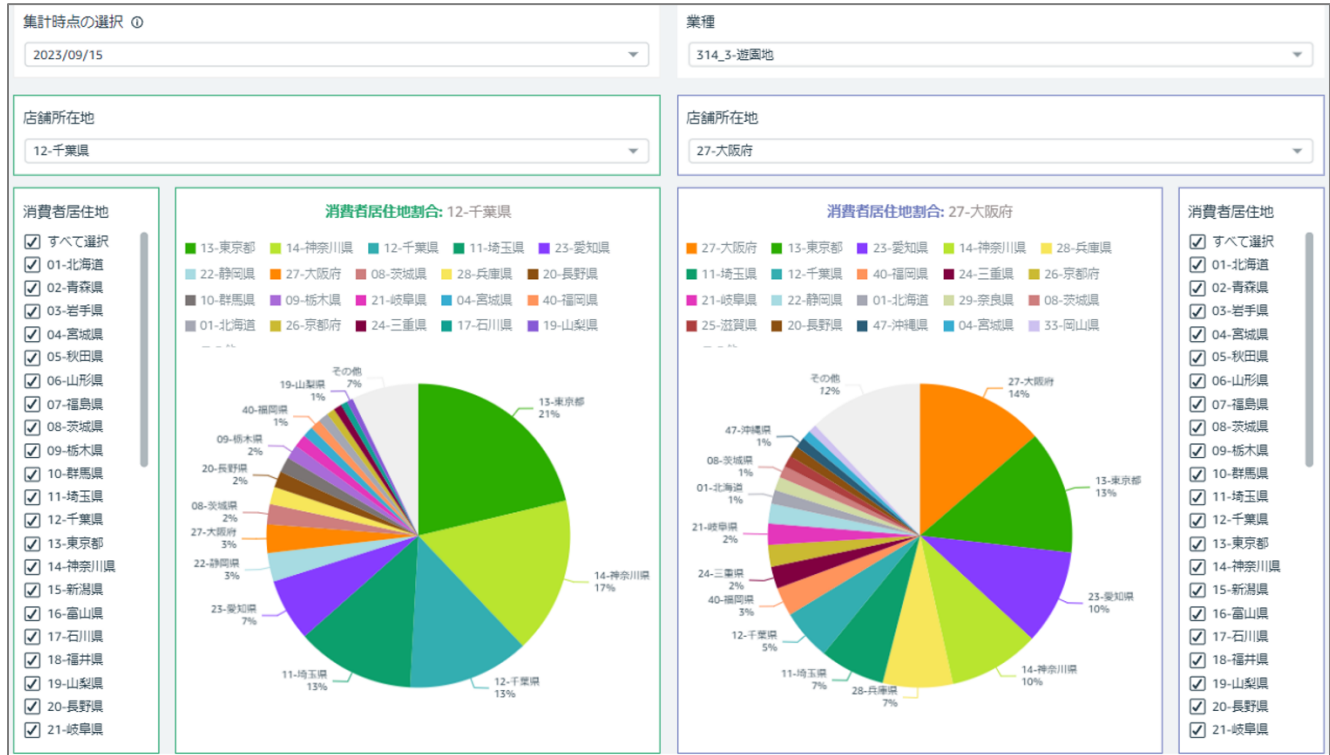 集計時点の選択
2023/09/15
業種
314_3-遊園地
店舗所在地
12-千葉県
店舗所在地
27-大阪府
消費者居住地
すべて選択
01-北海道
02-青森県
03-岩手県
04-宮城県
05-秋田県
06-山形県
07-福島県
08-茨城県
09-栃木県
10-群馬県
11-埼玉県
12-千葉県
13-東京都
14-神奈川県
15-新潟県
16-富山県
17-石川県
18-福井県
19-山梨県
20-長野県
21-岐阜県
消費者居住地割合: 12-千葉県
13-東京都 14-神奈川県 12-千葉県 11-埼玉県 23-愛知県
22-静岡県 27-大阪府 08-茨城県 28-兵庫県 20-長野県
10-群馬県 09-栃木県 21-岐阜県 04-宮城県 40-福岡県
01-北海道 26-京都府 24-三重県 17-石川県 19-山梨県
その他
7%
19-山梨県
1%
40-福岡県
1%
09-栃木県
2%
20-長野県
2%
08-茨城県
2%
27-大阪府
3%
22-静岡県
3%
23-愛知県
7%
11-埼玉県
13%
12-千葉県
13%
14-神奈川県
17%
13-東京都
21%
消費者居住地割合: 27-大阪府
27-大阪府 13-東京都 23-愛知県 14-神奈川県 28-兵庫県
11-埼玉県 12-千葉県 40-福岡県 24-三重県 26-京都府
21-岐阜県 22-静岡県 01-北海道 29-奈良県 08-茨城県
25-滋賀県 20-長野県 47-沖縄県 04-宮城県 33-岡山県
その他
12%
47-沖縄県
1%
08-茨城県
1%
01-北海道
1%
21-岐阜県
2%
24-三重県
2%
40-福岡県
3%
12-千葉県
5%
11-埼玉県
7%
28-兵庫県
7%
14-神奈川県
10%
23-愛知県
10%
13-東京都
13%
27-大阪府
14%
消費者居住地
すべて選択
01-北海道
02-青森県
03-岩手県
04-宮城県
05-秋田県
06-山形県
07-福島県
08-茨城県
09-栃木県
10-群馬県
11-埼玉県
12-千葉県
13-東京都
14-神奈川県
15-新潟県
16-富山県
17-石川県
18-福井県
19-山梨県
20-長野県
21-岐阜県